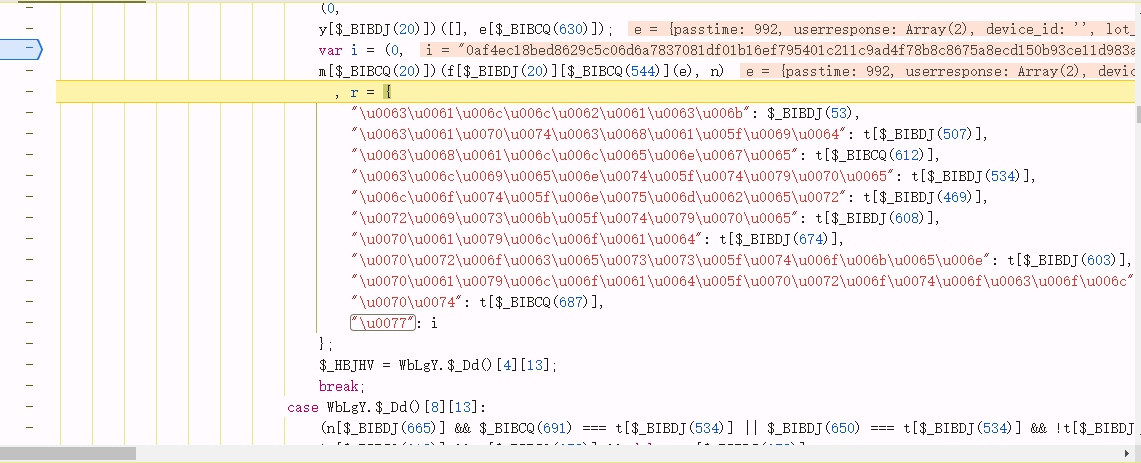 (0,
y[$_BIBDJ(20)])([], e[$_BIBCQ(630)]); e = {passtime: 992, userresponse: Array(2), device_id: '', lot_
var i = (0, i = "0af4ec18bed8629c5c06d6a7837081df01b16ef795401c211c9ad4f78b8c8675a8ecd150b93ce11d983a
m[$_BIBCQ(20)])(f[$_BIBDJ(20)][$_BIBCQ(544)](e), n) e = {passtime: 992, userresponse: Array(2), devic
, r = {
"\u0063\u0061\u006c\u006c\u0062\u0061\u0063\u006b": $_BIBDJ(53),
"\u0063\u0061\u0070\u0074\u0063\u0068\u0061\u005f\u0069\u0064": t[$_BIBDJ(507)],
"\u0063\u0068\u0061\u006c\u006c\u0065\u006e\u0067\u0065": t[$_BIBCQ(612)],
"\u0063\u006c\u0069\u0065\u006e\u0074\u005f\u0074\u0079\u0070\u0065": t[$_BIBDJ(534)],
"\u006c\u006f\u0074\u005f\u006e\u0075\u006d\u0062\u0065\u0072": t[$_BIBDJ(469)],
"\u0072\u0069\u0073\u006b\u005f\u0074\u0079\u0070\u0065": t[$_BIBDJ(608)],
"\u0070\u0061\u0079\u006c\u006f\u0061\u0064": t[$_BIBDJ(674)],
"\u0070\u0072\u006f\u0063\u0065\u0073\u0073\u005f\u0074\u006f\u006b\u0065\u006e": t[$_BIBDJ(603)],
"\u0070\u0061\u0079\u006c\u006f\u0061\u0064\u005f\u0070\u0072\u006f\u0074\u006f\u0063\u006f\u006c"
"\u0070\u0074": t[$_BIBCQ(687)],
"\u0077": i
};
$_HBJHV = WbLgY.$_Dd()[4][13];
break;
case WbLgY.$_Dd()[8][13]:
(n[$_BIBDJ(665)] && $_BIBCQ(691) === t[$_BIBDJ(534)] || $_BIBDJ(650) === t[$_BIBDJ(534)] && !t[$_BIBDJ